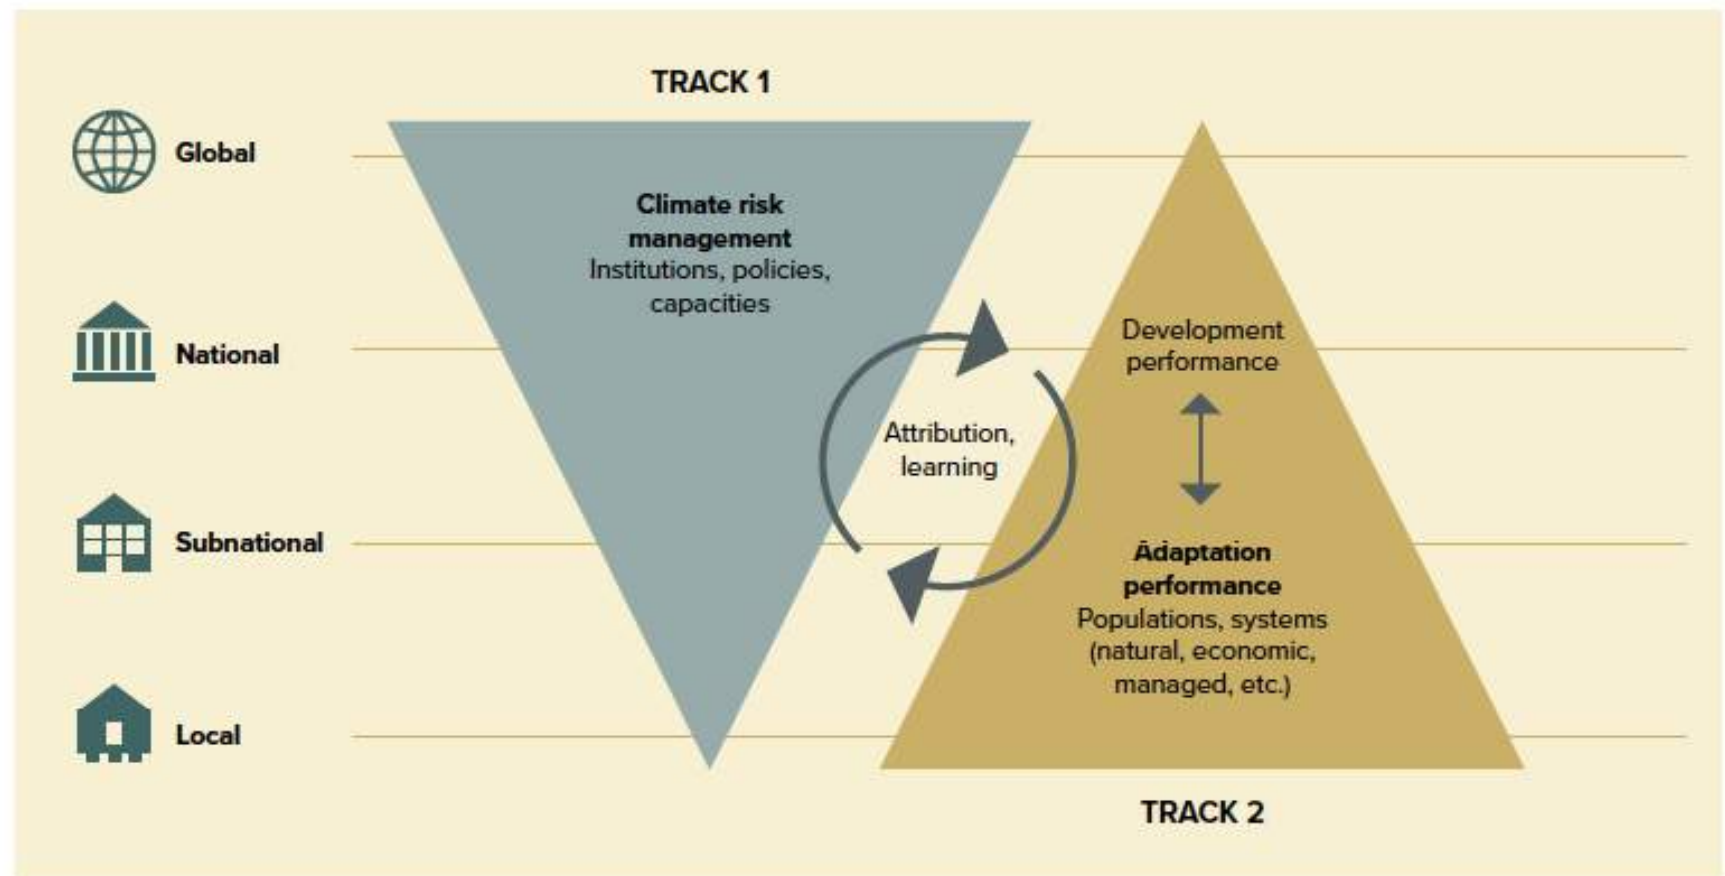 TRACK 1
Global
Climate risk
management
Institutions, policies,
capacities
National
Development
performance
Attribution,
learning
Subnational
Adaptation
performance
Populations, systems
(natural, economic,
managed, etc.)
Local
TRACK 2